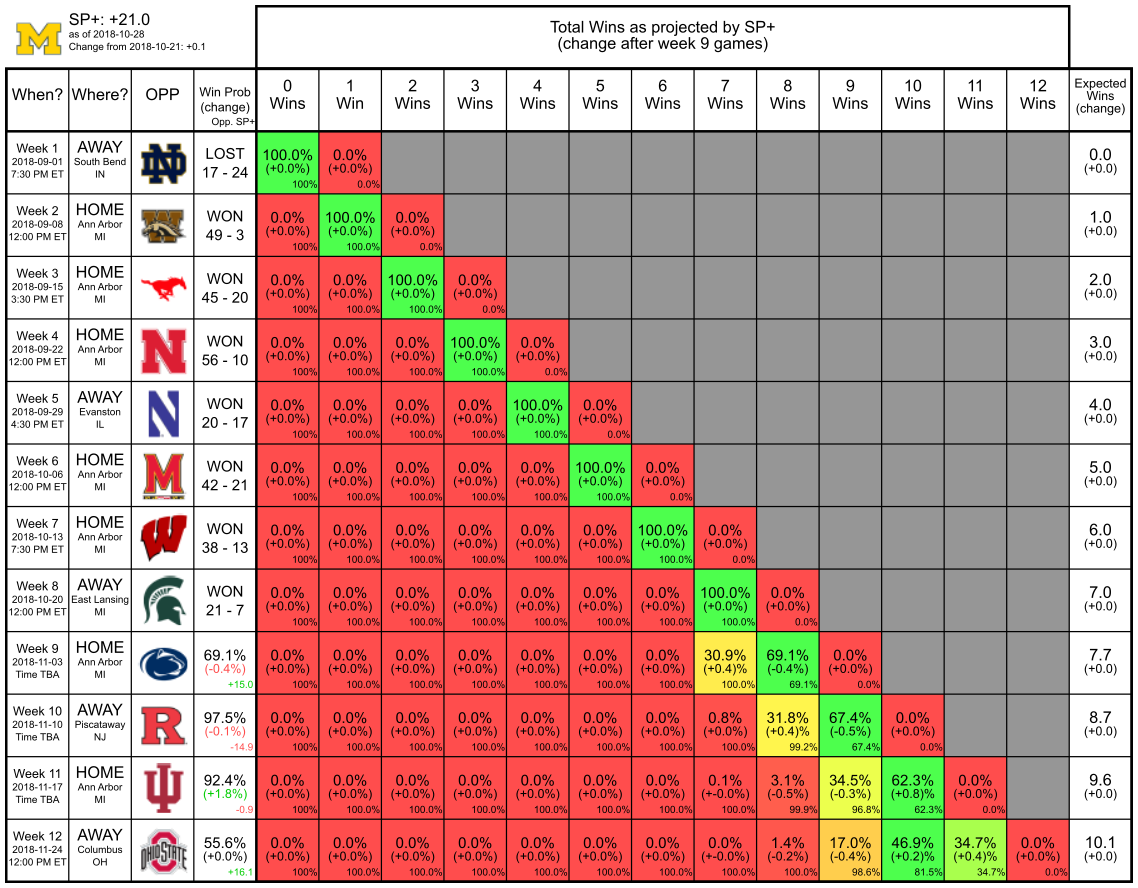 M
SP+: +21.0
as of 2018-10-28
Change from 2018-10-21: +0.1
Total Wins as projected by SP+
(change after week 9 games)
When? Where? OPP Win Prob (change) Opp. SP+ 0 Wins 1 Win 2 Wins 3 Wins 4 Wins 5 Wins 6 Wins 7 Wins 8 Wins 9 Wins 10 Wins 11 Wins 12 Wins Expected Wins (change)
Week 1 AWAY ND LOST 100.0% 0.0% 0.0
2018-09-01 South Bend 17 - 24 (+0.0%) (+0.0%) (+0.0)
7:30 PM ET IN 100% 0.0%
Week 2 HOME W WON 0.0% 100.0% 0.0% 1.0
2018-09-08 Ann Arbor 49 - 3 (+0.0%) (+0.0%) (+0.0%) (+0.0)
12:00 PM ET MI 100% 100.0% 0.0%
Week 3 HOME WON 0.0% 0.0% 100.0% 0.0% 2.0
2018-09-15 Ann Arbor 45 - 20 (+0.0%) (+0.0%) (+0.0%) (+0.0%) (+0.0)
3:30 PM ET MI 100% 100.0% 100.0% 0.0%
Week 4 HOME N WON 0.0% 0.0% 0.0% 100.0% 0.0% 3.0
2018-09-22 Ann Arbor 56 - 10 (+0.0%) (+0.0%) (+0.0%) (+0.0%) (+0.0%) (+0.0)
12:00 PM ET MI 100% 100.0% 100.0% 100.0% 0.0%
Week 5 AWAY N WON 0.0% 0.0% 0.0% 0.0% 100.0% 0.0% 4.0
2018-09-29 Evanston 20 - 17 (+0.0%) (+0.0%) (+0.0%) (+0.0%) (+0.0%) (+0.0%) (+0.0)
4:30 PM ET IL 100% 100.0% 100.0% 100.0% 100.0% 0.0%
Week 6 HOME M WON 0.0% 0.0% 0.0% 0.0% 0.0% 100.0% 0.0% 5.0
2018-10-06 Ann Arbor 42 - 21 (+0.0%) (+0.0%) (+0.0%) (+0.0%) (+0.0%) (+0.0%) (+0.0%) (+0.0)
12:00 PM ET MI 100% 100.0% 100.0% 100.0% 100.0% 100.0% 0.0%
Week 7 HOME W WON 0.0% 0.0% 0.0% 0.0% 0.0% 0.0% 100.0% 0.0% 6.0
2018-10-13 Ann Arbor 38 - 13 (+0.0%) (+0.0%) (+0.0%) (+0.0%) (+0.0%) (+0.0%) (+0.0%) (+0.0%) (+0.0)
7:30 PM ET MI 100% 100.0% 100.0% 100.0% 100.0% 100.0% 100.0% 0.0%
Week 8 AWAY WON 0.0% 0.0% 0.0% 0.0% 0.0% 0.0% 0.0% 100.0% 0.0% 7.0
2018-10-20 East Lansing 21 - 7 (+0.0%) (+0.0%) (+0.0%) (+0.0%) (+0.0%) (+0.0%) (+0.0%) (+0.0%) (+0.0%) (+0.0)
12:00 PM ET MI 100% 100.0% 100.0% 100.0% 100.0% 100.0% 100.0% 100.0% 0.0%
Week 9 HOME 69.1% 0.0% 0.0% 0.0% 0.0% 0.0% 0.0% 0.0% 30.9% 69.1% 0.0% 7.7
2018-11-03 Ann Arbor (-0.4%) (+0.0%) (+0.0%) (+0.0%) (+0.0%) (+0.0%) (+0.0%) (+0.0%) (+0.4)% (-0.4%) (+0.0%) (+0.0)
Time TBA MI +15.0 100% 100.0% 100.0% 100.0% 100.0% 100.0% 100.0% 100.0% 69.1% 0.0%
Week 10 AWAY R 97.5% 0.0% 0.0% 0.0% 0.0% 0.0% 0.0% 0.0% 0.8% 31.8% 67.4% 0.0% 8.7
2018-11-10 Piscataway (-0.1%) (+0.0%) (+0.0%) (+0.0%) (+0.0%) (+0.0%) (+0.0%) (+0.0%) (+0.0%) (+0.4)% (-0.5%) (+0.0%) (+0.0)
Time TBA NJ -14.9 100% 100.0% 100.0% 100.0% 100.0% 100.0% 100.0% 100.0% 99.2% 67.4% 0.0%
Week 11 HOME 92.4% 0.0% 0.0% 0.0% 0.0% 0.0% 0.0% 0.0% 0.1% 3.1% 34.5% 62.3% 0.0% 9.6
2018-11-17 Ann Arbor (+1.8%) (+0.0%) (+0.0%) (+0.0%) (+0.0%) (+0.0%) (+0.0%) (+0.0%) (+-0.0%) (-0.5%) (-0.3%) (+0.8)% (+0.0%) (+0.0)
Time TBA MI -0.9 100% 100.0% 100.0% 100.0% 100.0% 100.0% 100.0% 100.0% 99.9% 96.8% 62.3% 0.0%
Week 12 AWAY OHIO STATE 55.6% 0.0% 0.0% 0.0% 0.0% 0.0% 0.0% 0.0% 0.0% 1.4% 17.0% 46.9% 34.7% 0.0% 10.1
2018-11-24 Columbus (+0.0%) (+0.0%) (+0.0%) (+0.0%) (+0.0%) (+0.0%) (+0.0%) (+0.0%) (+-0.0%) (-0.2%) (-0.4%) (+0.2)% (+0.4)% (+0.0%) (+0.0)
12:00 PM ET OH +16.1 100% 100.0% 100.0% 100.0% 100.0% 100.0% 100.0% 100.0% 100.0% 98.6% 81.5% 34.7% 0.0%